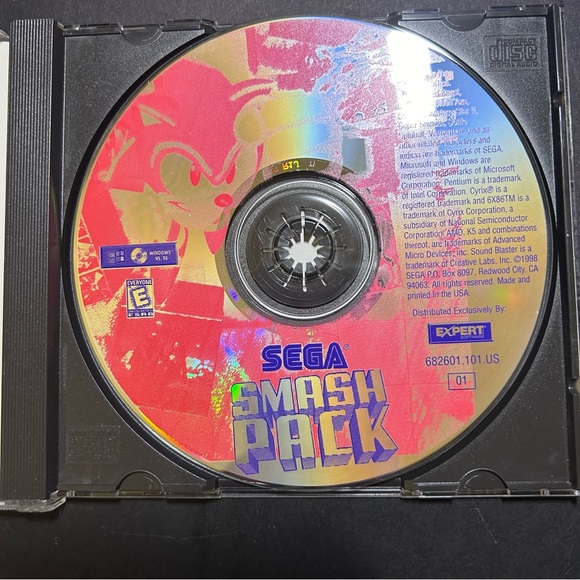 COMPACT
disc
DIGITAL AUDIO
other
trademarks of SEGA.
Microsoft and Windows are
registered trademarks of Microsoft
Corporation. Pentium is a trademark
of Intel Corporation. Cyrix® is a
registered trademark and 6X86TM is a
trademark of Cyrix Corporation, a
subsidiary of National Semiconductor
Corporation. AMD, K5 and combinations
thereof, are trademarks of Advanced
Micro Devices, Inc. Sound Blaster is a
trademark of Creative Labs, Inc. ©1998
SEGA P.O. Box 8097, Redwood City, CA
94063. All rights reserved. Made and
printed in the USA.
Distributed Exclusively By:
EXPERT
SOFTWARE
682601.101.US
01
WINDOWS
95, 98
EVERYONE
E
ESRB
SEGA®
SMASH
PACK